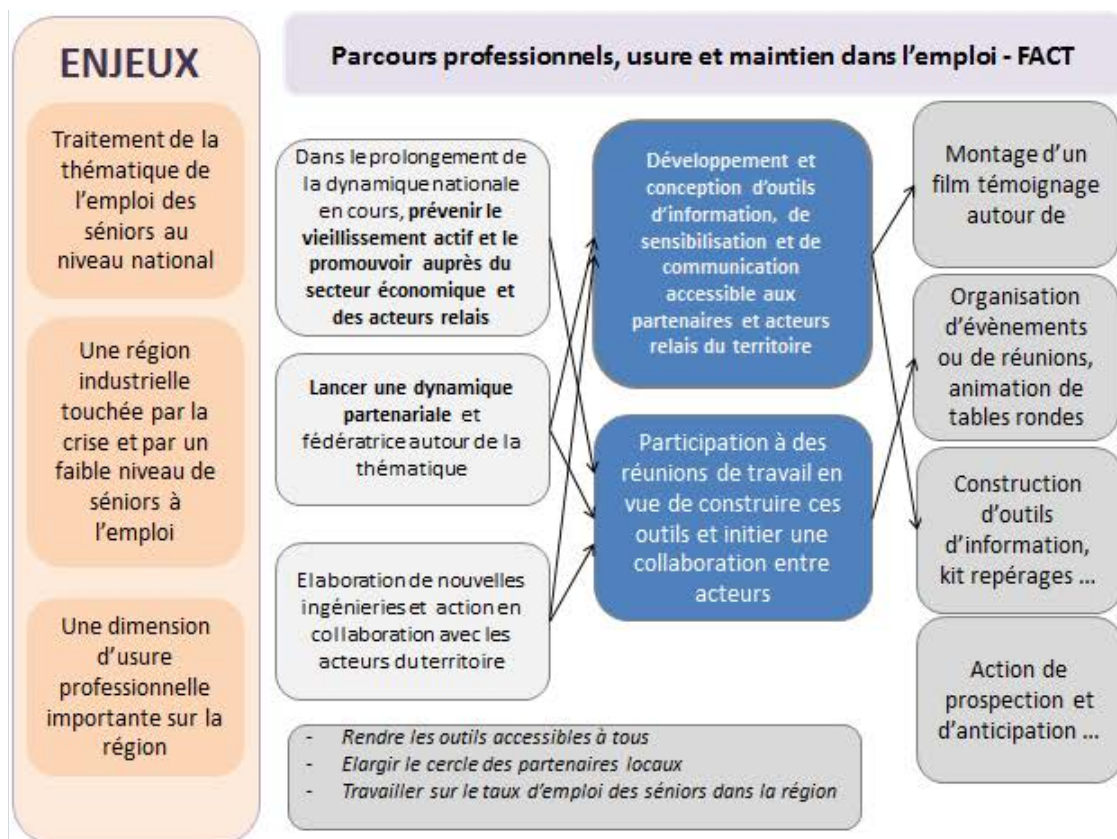 ENJEUX
Traitement de la
thématique de
l'emploi des
séniors au
niveau national
Une région
industrielle
touchée par la
crise et par un
faible niveau de
séniors à
l'emploi
Une dimension
d'usure
professionnelle
importante sur la
région
Parcours professionnels, usure et maintien dans l'emploi - FACT
Dans le prolongement de
la dynamique nationale
en cours, prévenir le
vieillissement actif et le
promouvoir auprès du
secteur économique et
des acteurs relais
Lancer une dynamique
partenariale et
fédératrice autour de la
thématique
Elaboration de nouvelles
ingénieries et action en
collaboration avec les
acteurs du territoire
Développement et
conception d'outils
d'information, de
sensibilisation et de
communication
accessible aux
partenaires et acteurs
relais du territoire
Participation à des
réunions de travail en
vue de construire ces
outils et initier une
collaboration entre
acteurs
Montage d'un
film témoignage
autour de
Organisation
d'évènements
ou de réunions,
animation de
tables rondes
Construction
d'outils
d'information,
kit repérages ...
Action de
prospection et
d'anticipation ...
- Rendre les outils accessibles à tous
- Elargir le cercle des partenaires locaux
- Travailler sur le taux d'emploi des séniors dans la région